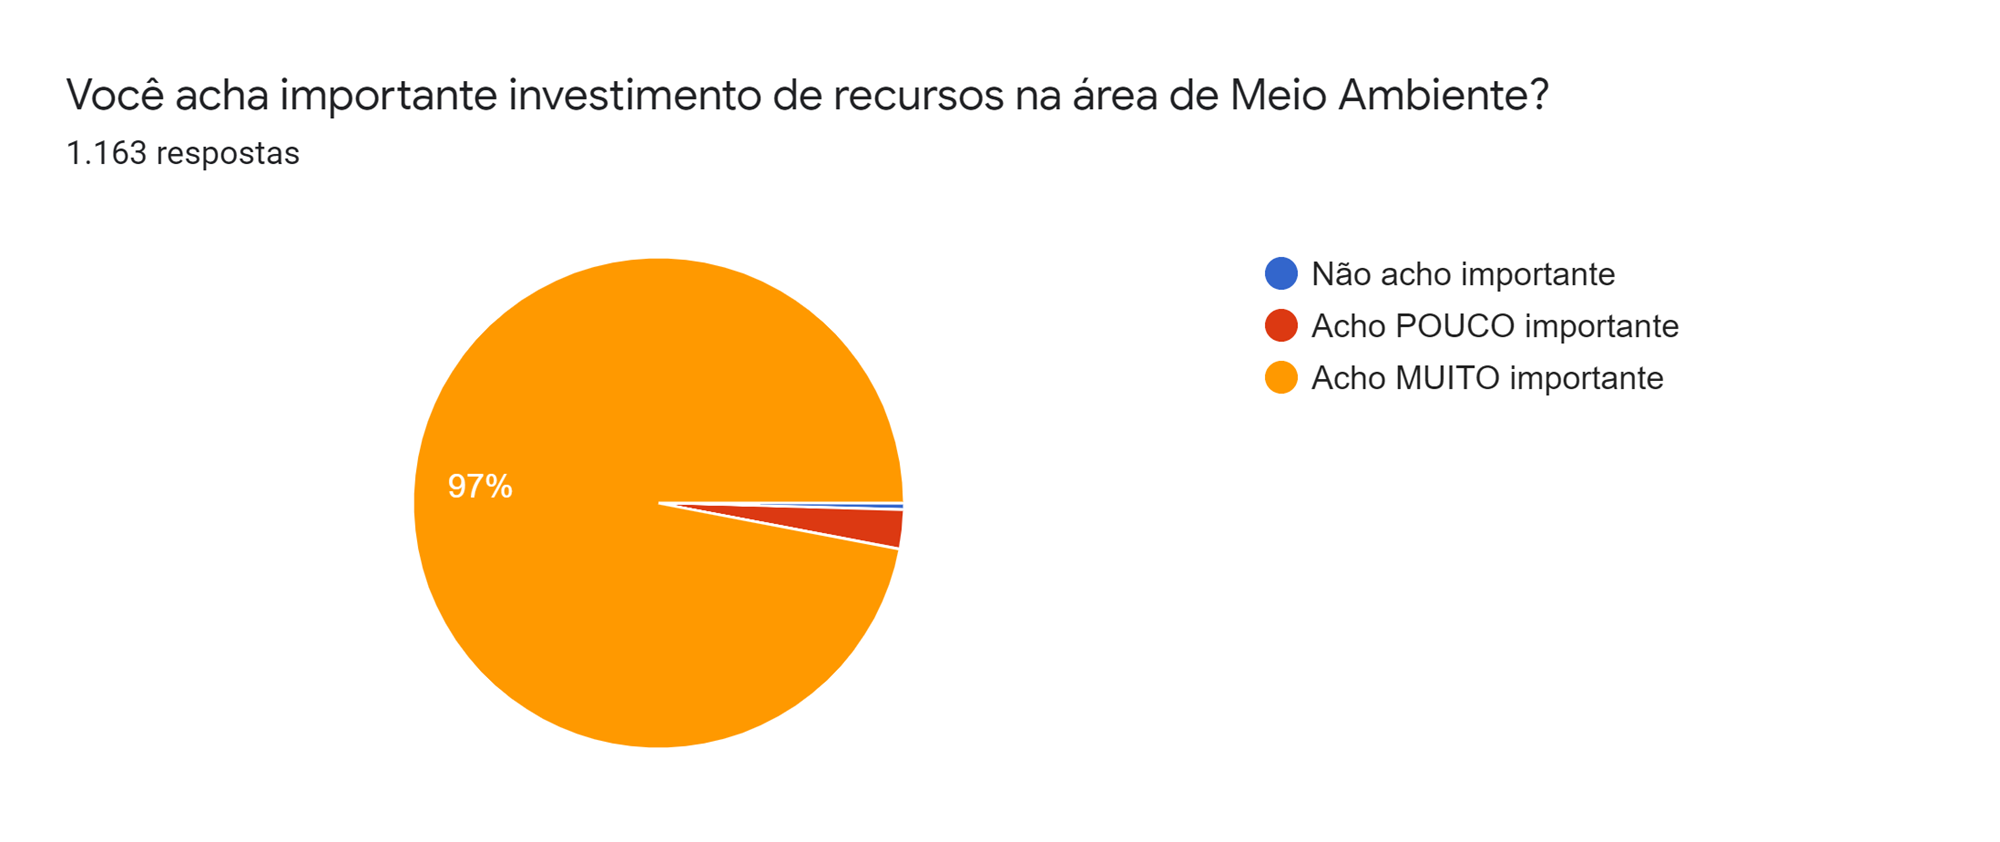 Você acha importante investimento de recursos na área de Meio Ambiente?
1.163 respostas
Não acho importante
Acho POUCO importante
Acho MUITO importante
97%